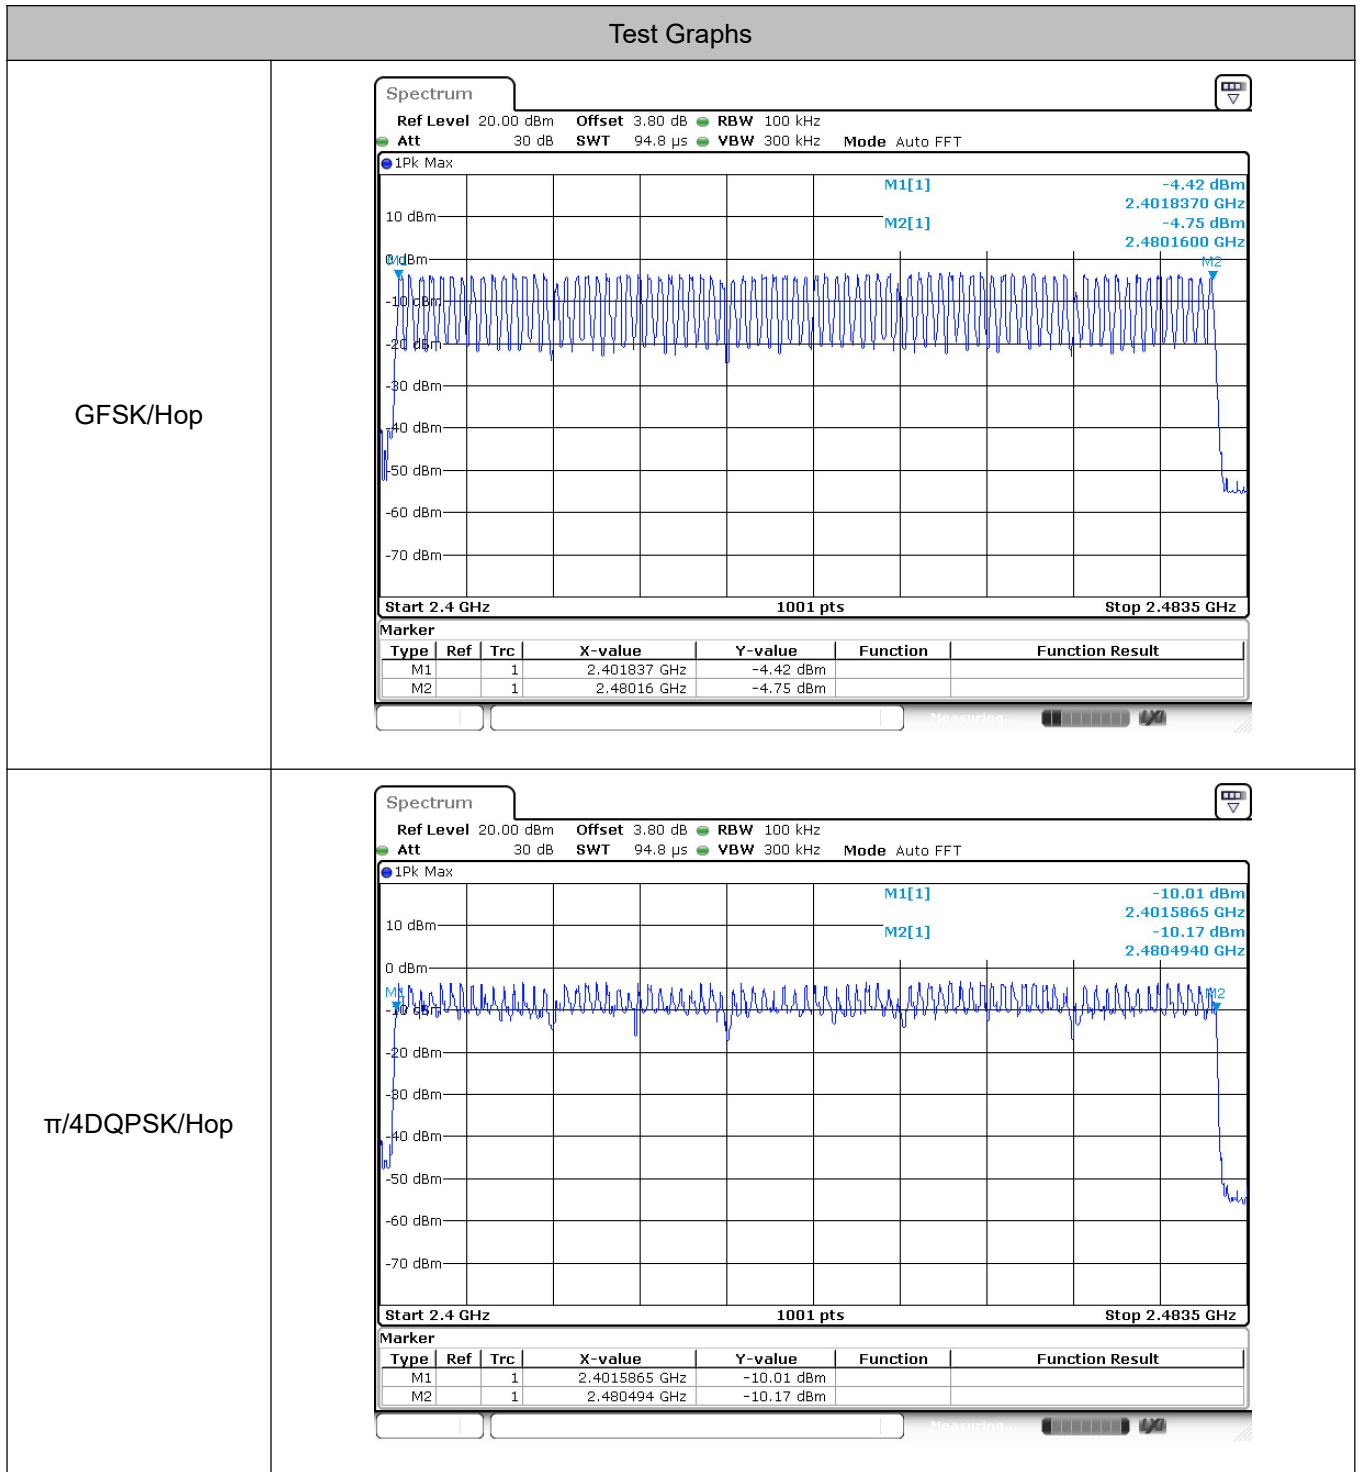 Test Graphs
GFSK/Hop
Spectrum
Ref Level 20.00 dBm Offset 3.80 dB RBW 100 kHz
Att 30 dB SWT 94.8 µs VBW 300 kHz Mode Auto FFT
1Pk Max
M1[1] -4.42 dBm
2.4018370 GHz
10 dBm
M2[1] -4.75 dBm
2.4801600 GHz
0 dBm
M1
M2
-10 dBm
-20 dBm
-30 dBm
-40 dBm
-50 dBm
-60 dBm
-70 dBm
Start 2.4 GHz 1001 pts Stop 2.4835 GHz
Marker
Type Ref Trc X-value Y-value Function Function Result
M1 1 2.401837 GHz -4.42 dBm
M2 1 2.48016 GHz -4.75 dBm
Measuring... LXI
π/4DQPSK/Hop
Spectrum
Ref Level 20.00 dBm Offset 3.80 dB RBW 100 kHz
Att 30 dB SWT 94.8 µs VBW 300 kHz Mode Auto FFT
1Pk Max
M1[1] -10.01 dBm
2.4015865 GHz
10 dBm
M2[1] -10.17 dBm
2.4804940 GHz
0 dBm
M1
M2
-10 dBm
-20 dBm
-30 dBm
-40 dBm
-50 dBm
-60 dBm
-70 dBm
Start 2.4 GHz 1001 pts Stop 2.4835 GHz
Marker
Type Ref Trc X-value Y-value Function Function Result
M1 1 2.4015865 GHz -10.01 dBm
M2 1 2.480494 GHz -10.17 dBm
Measuring... LXI